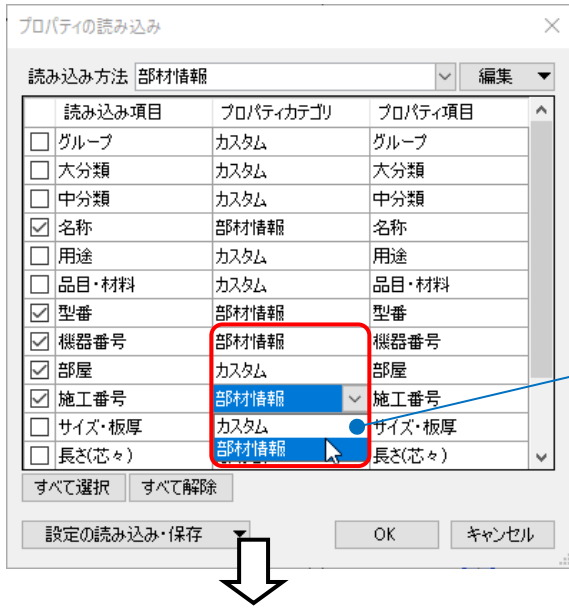 プロパティの読み込み
読み込み方法 部材情報 編集
読み込み項目 プロパティカテゴリ プロパティ項目
グループ カスタム グループ
大分類 カスタム 大分類
中分類 カスタム 中分類
名称 部材情報 名称
用途 カスタム 用途
品目・材料 カスタム 品目・材料
型番 部材情報 型番
機器番号 部材情報 機器番号
部屋 カスタム 部屋
施工番号 部材情報 施工番号
サイズ・板厚 カスタム サイズ・板厚
長さ(芯々) 部材情報 長さ(芯々)
すべて選択 すべて解除
設定の読み込み・保存 OK キャンセル